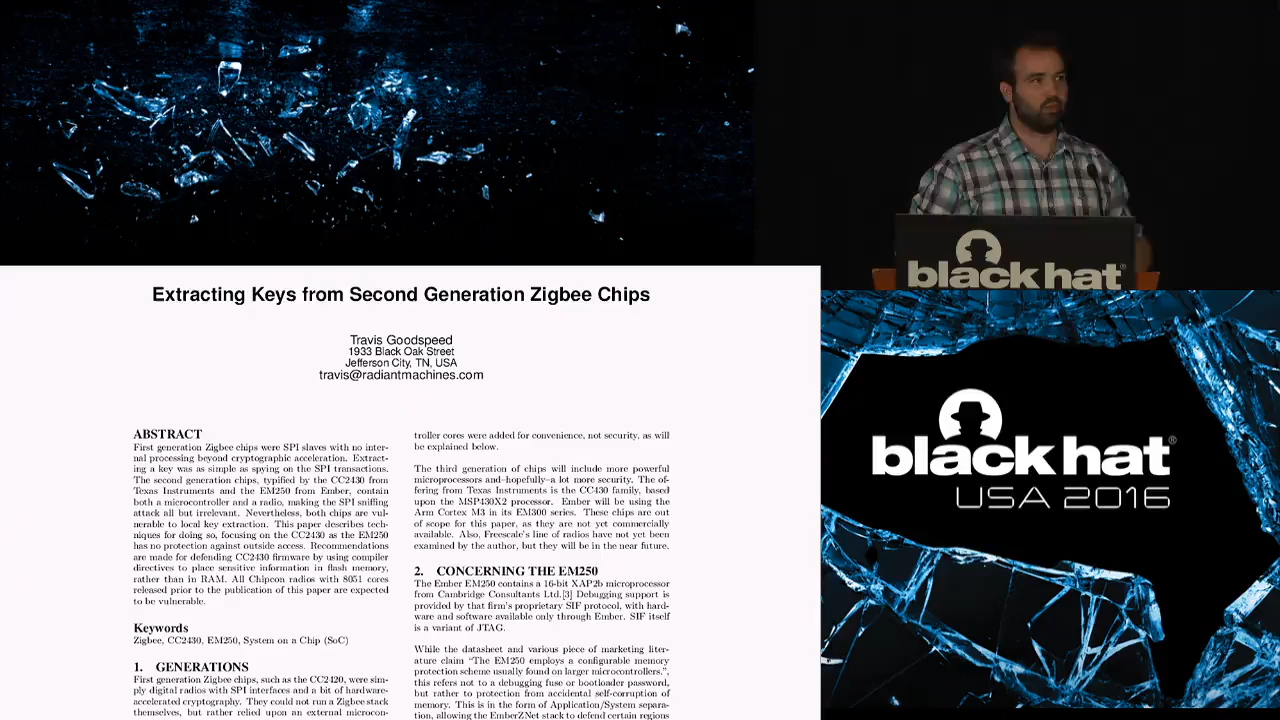 black hat®
Extracting Keys from Second Generation Zigbee Chips
Travis Goodspeed
1933 Black Oak Street
Jefferson City, TN, USA
travis@radiantmachines.com
ABSTRACT
First generation Zigbee chips were SPI slaves with no inter-
nal processing beyond cryptographic acceleration. Extract-
ing a key was as simple as spying on the SPI transactions.
The second generation chips, typified by the CC2430 from
Texas Instruments and the EM250 from Ember, contain
both a microcontroller and a radio, making the SPI sniffing
attack all but irrelevant. Nevertheless, both chips are vul-
nerable to local key extraction. This paper describes tech-
niques for doing so, focusing on the CC2430 as the EM250
has no protection against outside access. Recommendations
are made for defending CC2430 firmware by using compiler
directives to place sensitive information in flash memory,
rather than in RAM. All Chipcon radios with 8051 cores
released prior to the publication of this paper are expected
to be vulnerable.
Keywords
Zigbee, CC2430, EM250, System on a Chip (SoC)
1. GENERATIONS
First generation Zigbee chips, such as the CC2420, were sim-
ply digital radios with SPI interfaces and a bit of hardware-
accelerated cryptography. They could not run a Zigbee stack
themselves, but rather relied upon an external microcon-
troller cores were added for convenience, not security, as will
be explained below.
The third generation of chips will include more powerful
microprocessors and–hopefully–a lot more security. The of-
fering from Texas Instruments is the CC430 family, based
upon the MSP430X2 processor. Ember will be using the
Arm Cortex M3 in its EM300 series. These chips are out
of scope for this paper, as they are not yet commercially
available. Also, Freescale's line of radios have not yet been
examined by the author, but they will be in the near future.
2. CONCERNING THE EM250
The Ember EM250 contains a 16-bit XAP2b microprocessor
from Cambridge Consultants Ltd.[3] Debugging support is
provided by that firm's proprietary SIF protocol, with hard-
ware and software available only through Ember. SIF itself
is a variant of JTAG.
While the datasheet and various piece of marketing liter-
ature claim "The EM250 employs a configurable memory
protection scheme usually found on larger microcontrollers.",
this refers not to a debugging fuse or bootloader password,
but rather to protection from accidental self-corruption of
memory. This is in the form of Application/System separa-
tion, allowing the EmberZNet stack to defend certain regions
black hat®
USA 2016